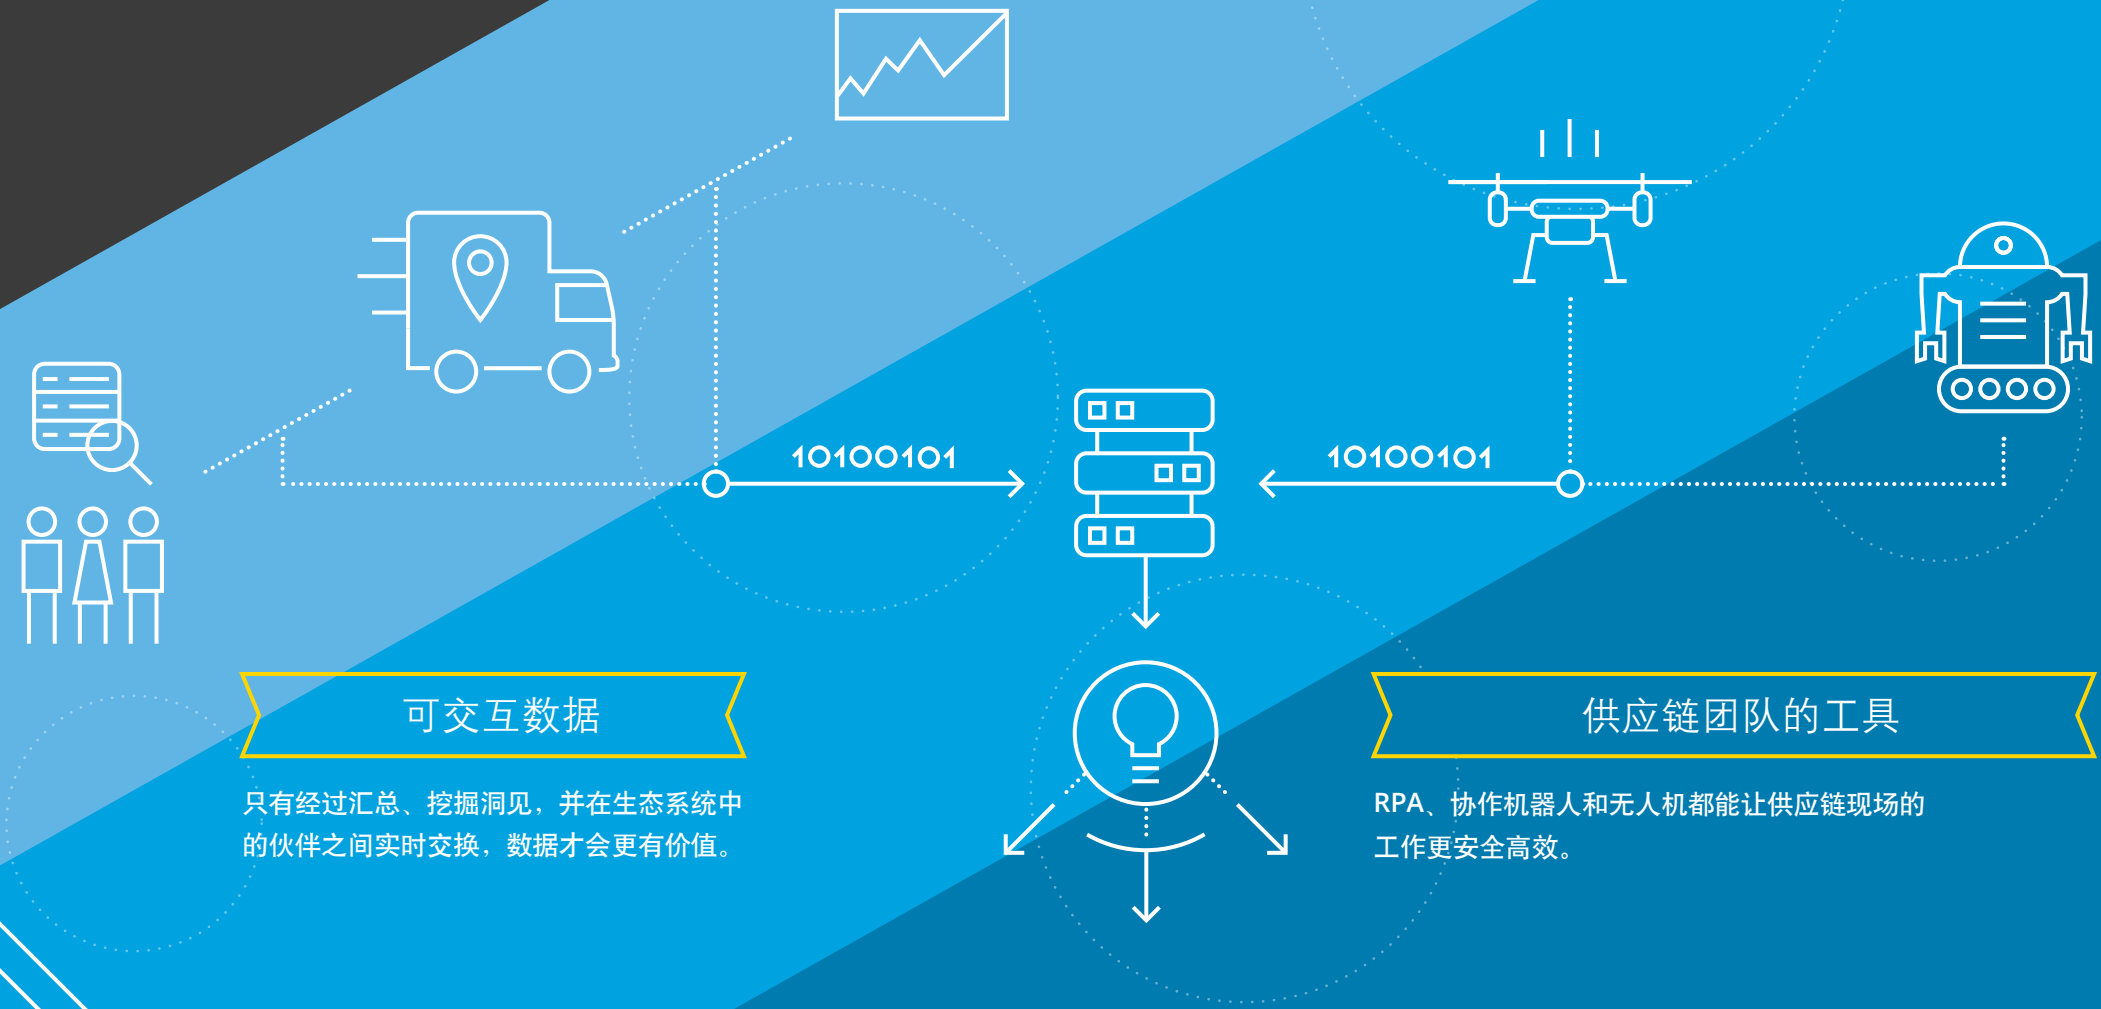 10100101
10100101
可交互数据
只有经过汇总、挖掘洞见，并在生态系统中
的伙伴之间实时交换，数据才会更有价值。
供应链团队的工具
RPA、协作机器人和无人机都能让供应链现场的
工作更安全高效。